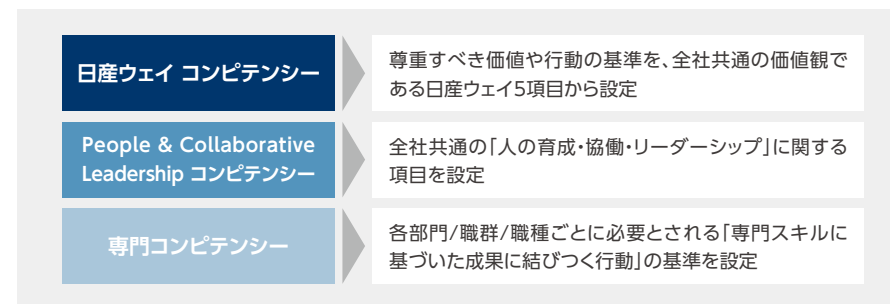 日産ウェイ コンピテンシー
尊重すべき価値や行動の基準を、全社共通の価値観で
ある日産ウェイ5項目から設定
People & Collaborative
Leadership コンピテンシー
全社共通の「人の育成・協働・リーダーシップ」に関する
項目を設定
専門コンピテンシー
各部門/職群/職種ごとに必要とされる「専門スキルに
基づいた成果に結びつく行動」の基準を設定